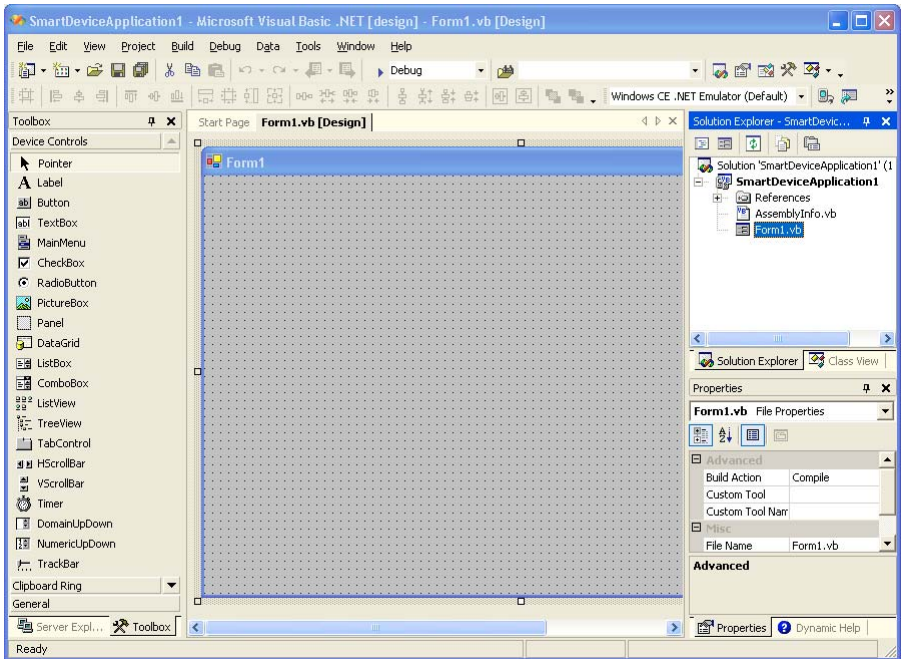 SmartDeviceApplication1 - Microsoft Visual Basic .NET [design] - Form1.vb [Design]
File Edit View Project Build Debug Data Tools Window Help
Debug
Windows CE .NET Emulator (Default)
Toolbox
Device Controls
Pointer
Label
Button
TextBox
MainMenu
CheckBox
RadioButton
PictureBox
Panel
DataGrid
ListBox
ComboBox
ListView
TreeView
TabControl
HScrollBar
VScrollBar
Timer
DomainUpDown
NumericUpDown
TrackBar
Clipboard Ring
General
Server Expl... Toolbox
Start Page Form1.vb [Design]
Form1
Solution Explorer - SmartDevic...
Solution 'SmartDeviceApplication1' (1
SmartDeviceApplication1
References
AssemblyInfo.vb
Form1.vb
Solution Explorer Class View
Properties
Form1.vb File Properties
Advanced
Build Action Compile
Custom Tool
Custom Tool Nam
Misc
File Name Form1.vb
Advanced
Properties Dynamic Help
Ready